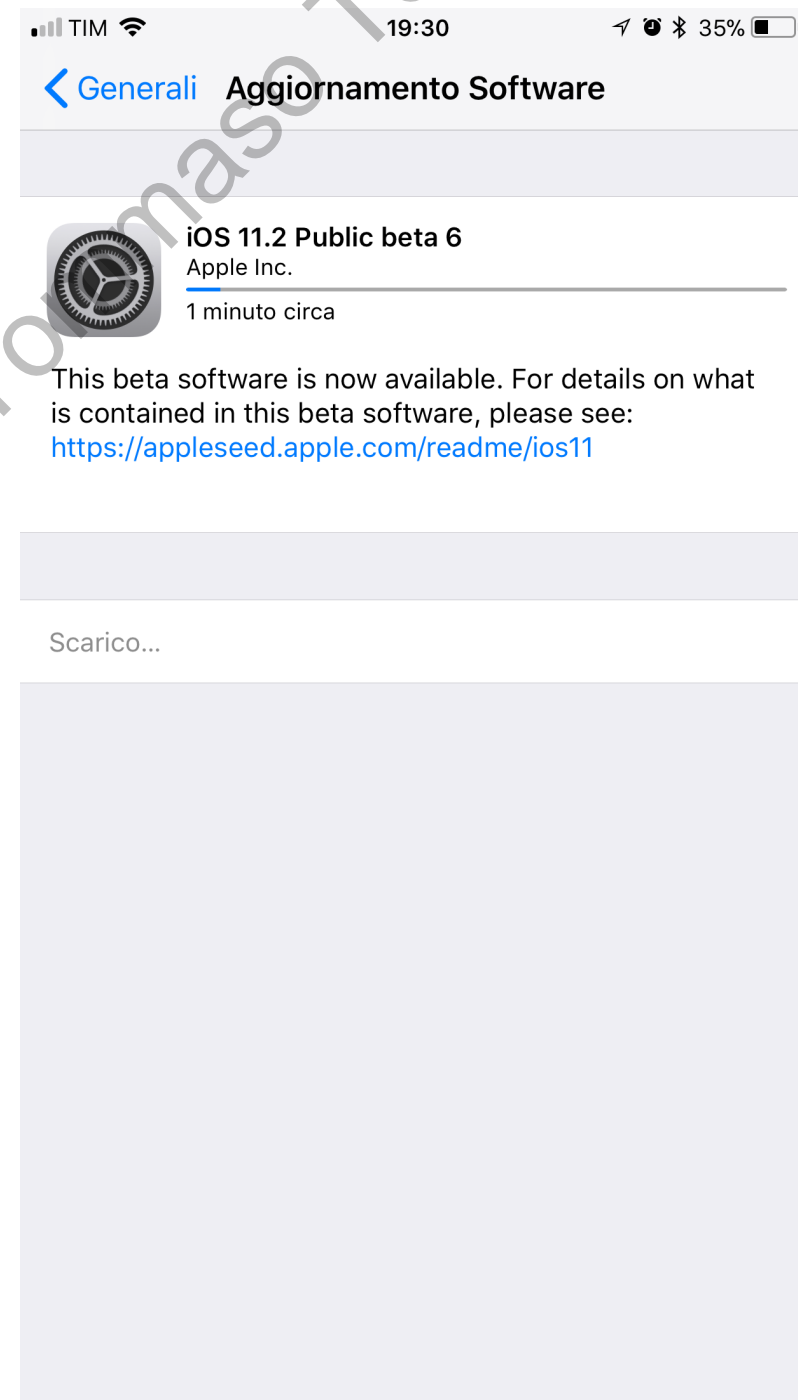 TIM 19:30 35%
Generali Aggiornamento Software
iOS 11.2 Public beta 6
Apple Inc.
1 minuto circa
This beta software is now available. For details on what
is contained in this beta software, please see:
https://appleseed.apple.com/readme/ios11
Scarico...